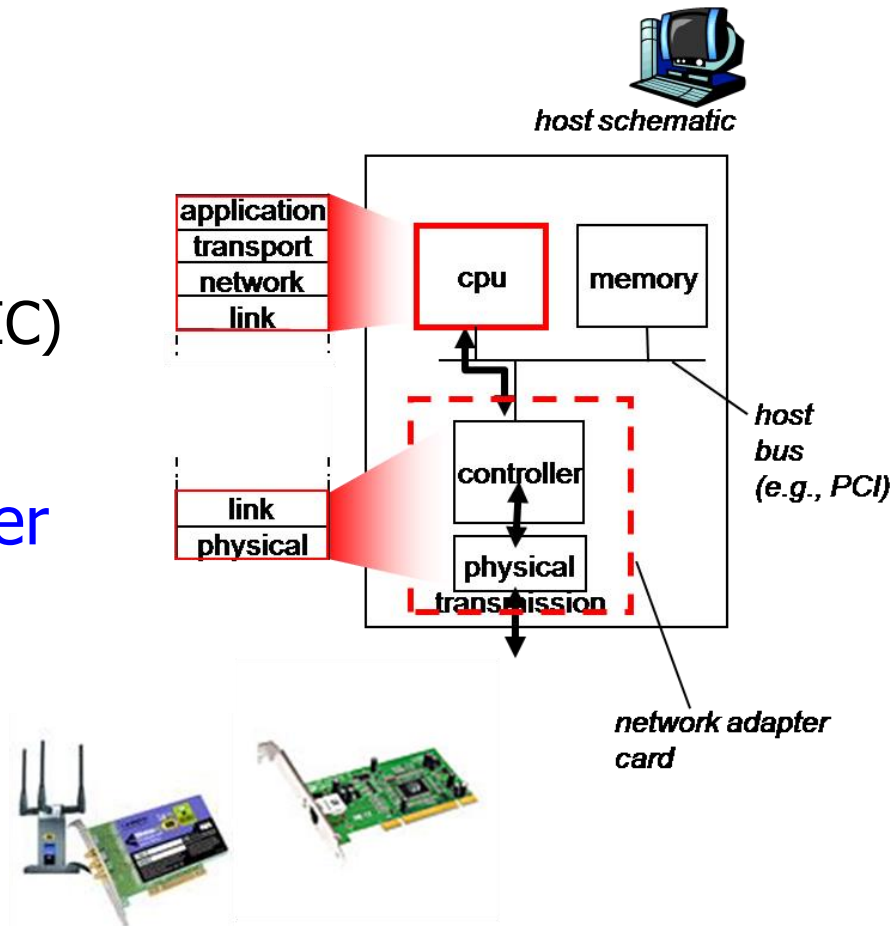 host schematic
application
transport
network
link
cpu
memory
IC)
host
bus
(e.g., PCI)
controller
link
physical
er
physical
transmission
network adapter
card